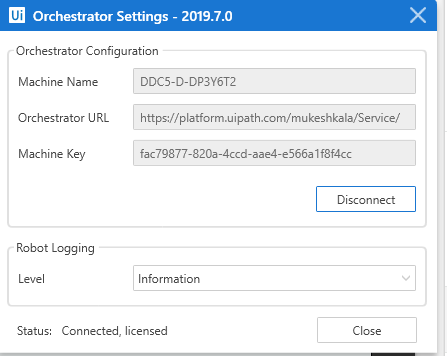 Ui Orchestrator Settings - 2019.7.0
Orchestrator Configuration
Machine Name DDC5-D-DP3Y6T2
Orchestrator URL https://platform.uipath.com/mukeshkala/Service/
Machine Key fac79877-820a-4ccd-aae4-e566a1f8f4cc
Disconnect
Robot Logging
Level Information
Status: Connected, licensed Close